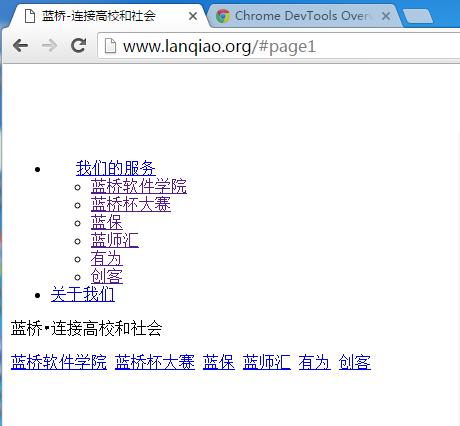 蓝桥-连接高校和社会
Chrome DevTools Over
www.lanqiao.org/#page1
我们的服务
蓝桥软件学院
蓝桥杯大赛
蓝保
蓝师汇
有为
创客
关于我们
蓝桥•连接高校和社会
蓝桥软件学院 蓝桥杯大赛 蓝保 蓝师汇 有为 创客